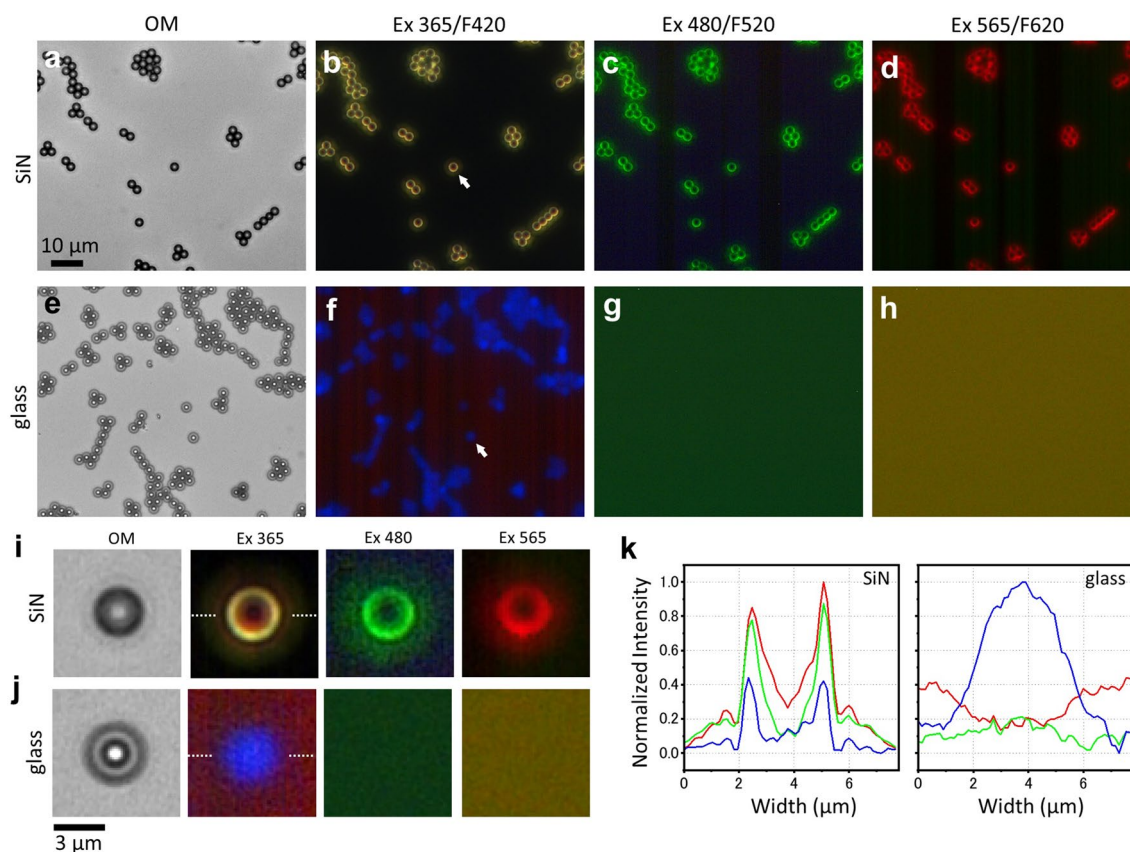 OM Ex 365/F420 Ex 480/F520 Ex 565/F620
SiN a b c d
10 μm
glass e f g h
i OM Ex 365 Ex 480 Ex 565
SiN
j
glass
3 μm
k
SiN glass
Normalized Intensity
1.0
0.8
0.6
0.4
0.2
0.0
0 2 4 6 0 2 4 6
Width (μm) Width (μm)